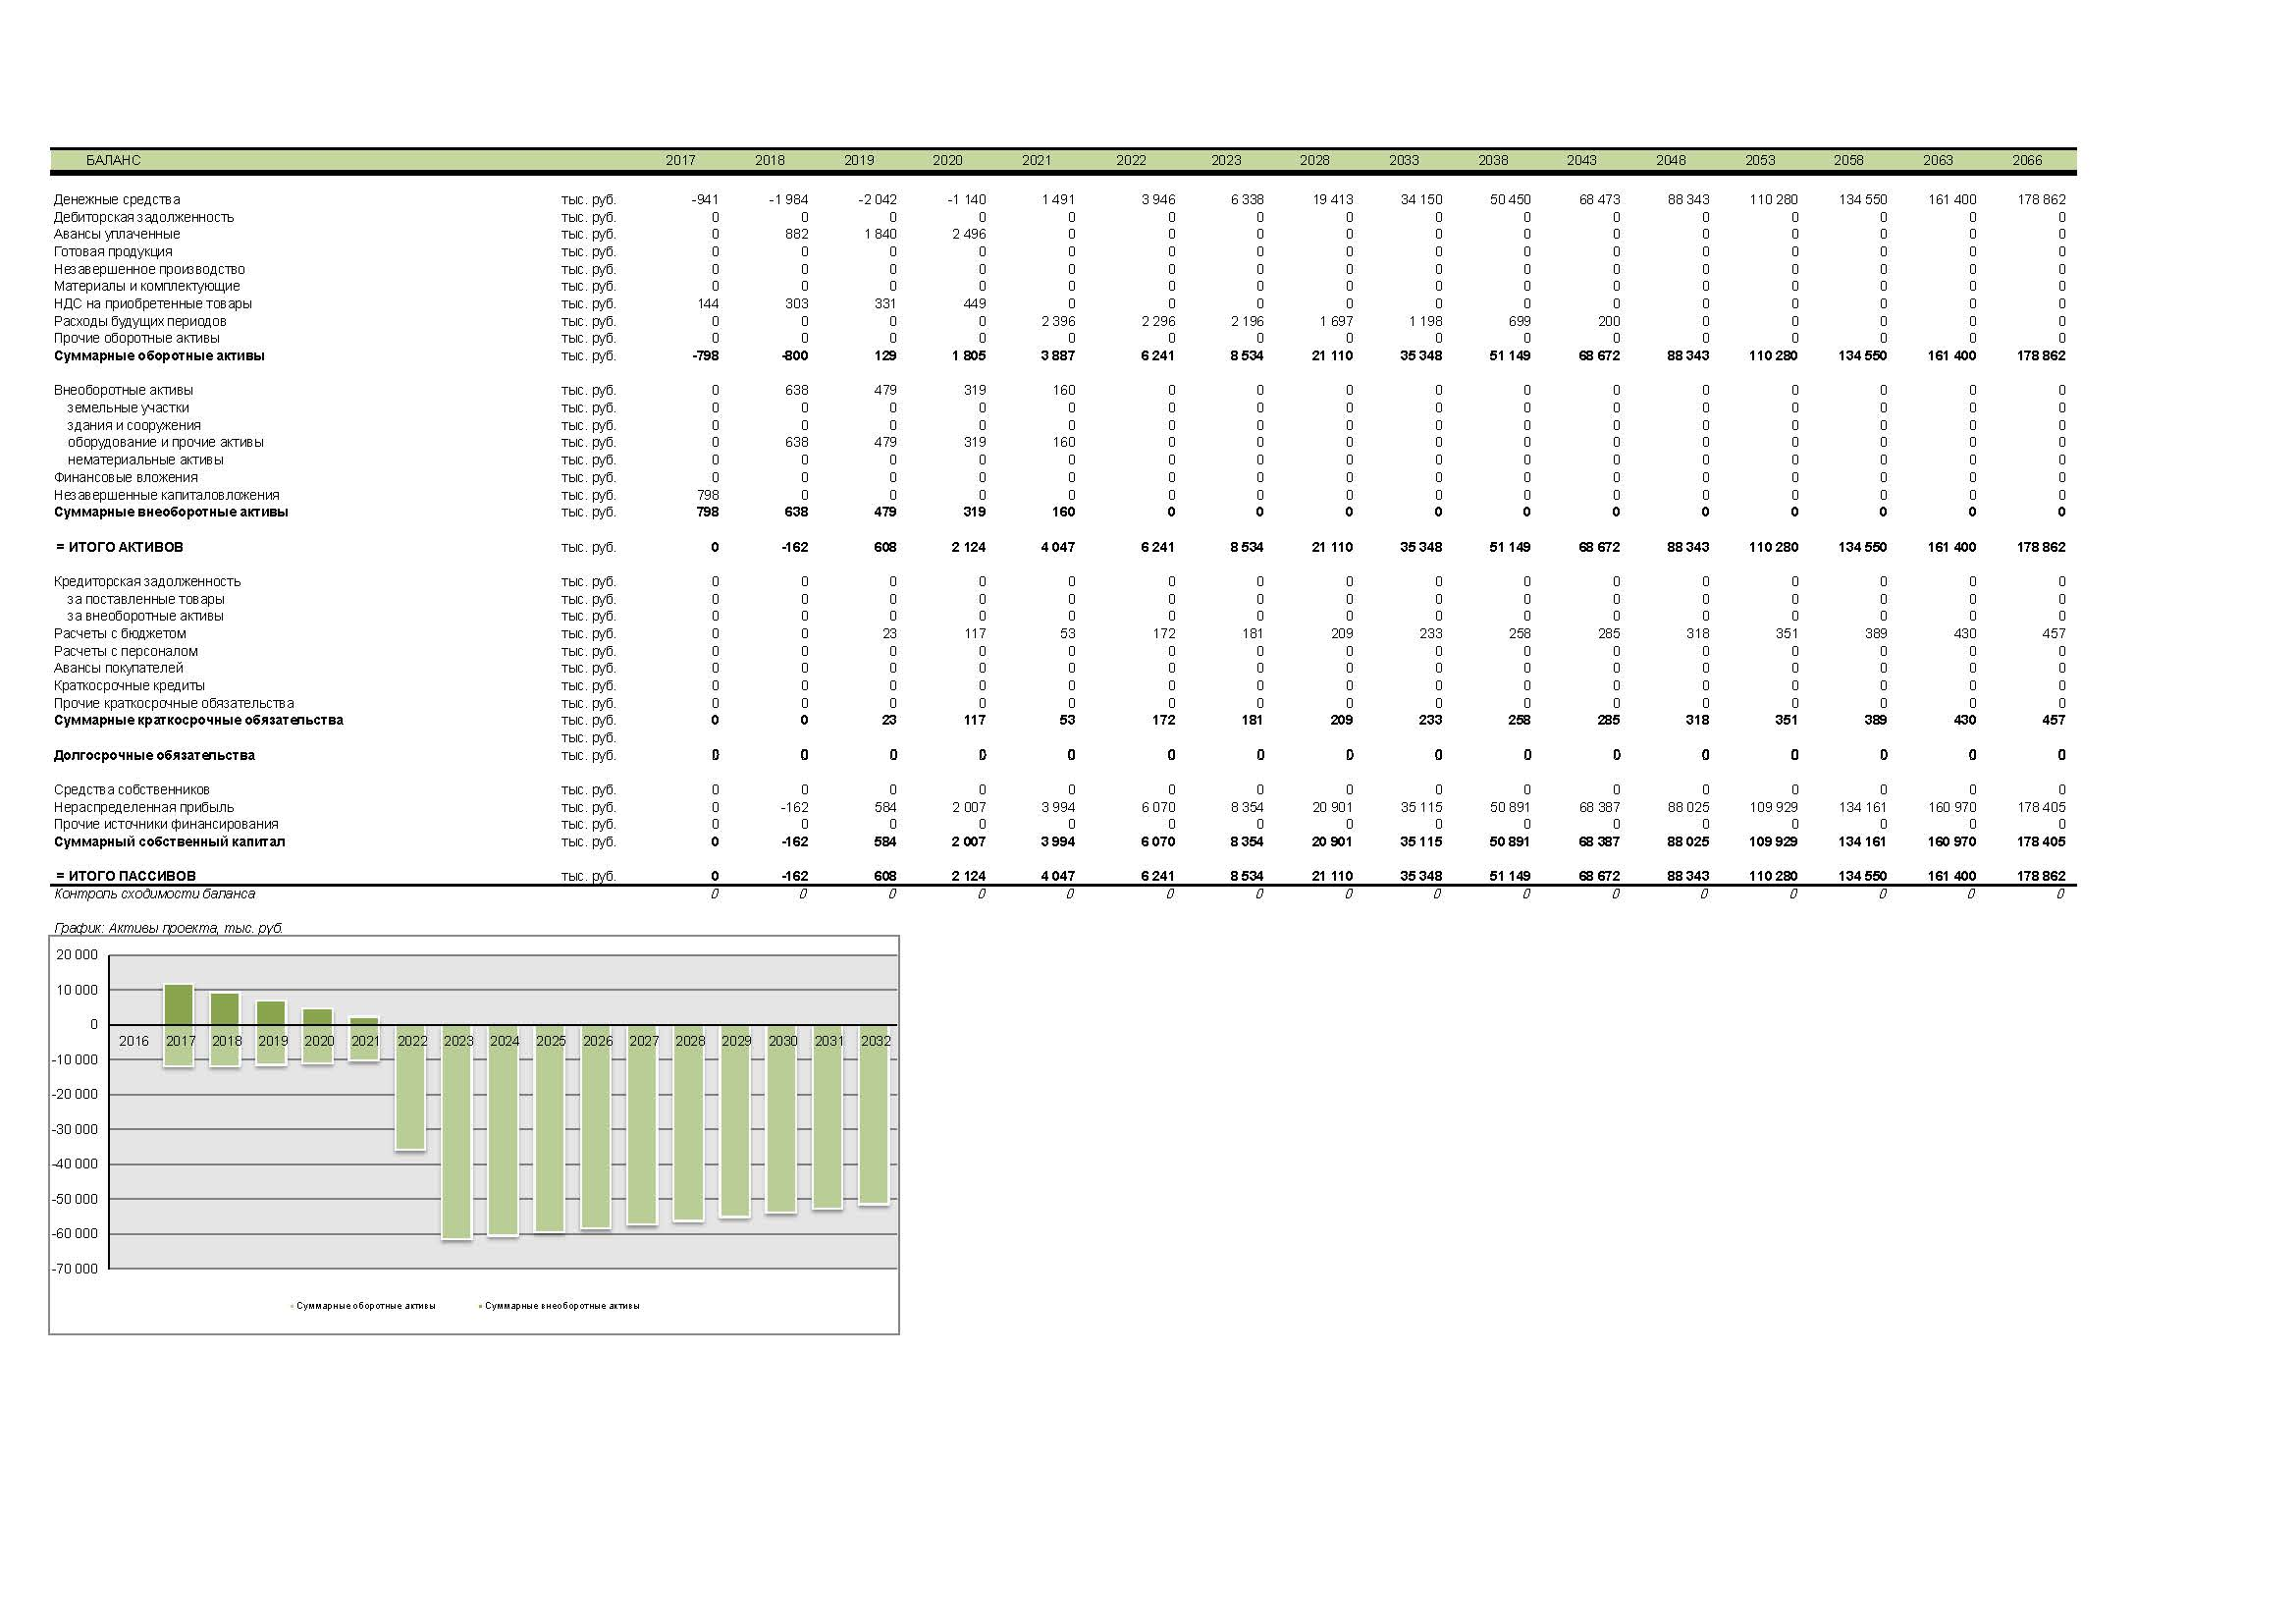 БАЛАНС 2017 2018 2019 2020 2021 2022 2023 2028 2033 2038 2043 2048 2053 2058 2063 2066
Денежные средства тыс. руб. -941 -1 984 -2 042 -1 140 1 491 3 946 6 338 19 413 34 150 50 450 68 473 88 343 110 280 134 550 161 400 178 862
Дебиторская задолженность тыс. руб. 0 0 0 0 0 0 0 0 0 0 0 0 0 0 0 0
Авансы уплаченные тыс. руб. 0 882 1 840 2 496 0 0 0 0 0 0 0 0 0 0 0 0
Готовая продукция тыс. руб. 0 0 0 0 0 0 0 0 0 0 0 0 0 0 0 0
Незавершенное производство тыс. руб. 0 0 0 0 0 0 0 0 0 0 0 0 0 0 0 0
Материалы и комплектующие тыс. руб. 0 0 0 0 0 0 0 0 0 0 0 0 0 0 0 0
НДС на приобретенные товары тыс. руб. 144 303 331 449 0 0 0 0 0 0 0 0 0 0 0 0
Расходы будущих периодов тыс. руб. 0 0 0 0 2 396 2 296 2 196 1 697 1 198 699 200 0 0 0 0 0
Прочие оборотные активы тыс. руб. 0 0 0 0 0 0 0 0 0 0 0 0 0 0 0 0
Суммарные оборотные активы тыс. руб. -798 -800 129 1 805 3 887 6 241 8 534 21 110 35 348 51 149 68 672 88 343 110 280 134 550 161 400 178 862
Внеоборотные активы тыс. руб. 0 638 479 319 160 0 0 0 0 0 0 0 0 0 0 0
земельные участки тыс. руб. 0 0 0 0 0 0 0 0 0 0 0 0 0 0 0 0
здания и сооружения тыс. руб. 0 0 0 0 0 0 0 0 0 0 0 0 0 0 0 0
оборудование и прочие активы тыс. руб. 0 638 479 319 160 0 0 0 0 0 0 0 0 0 0 0
нематериальные активы тыс. руб. 0 0 0 0 0 0 0 0 0 0 0 0 0 0 0 0
Финансовые вложения тыс. руб. 0 0 0 0 0 0 0 0 0 0 0 0 0 0 0 0
Незавершенные капиталовложения тыс. руб. 798 0 0 0 0 0 0 0 0 0 0 0 0 0 0 0
Суммарные внеоборотные активы тыс. руб. 798 638 479 319 160 0 0 0 0 0 0 0 0 0 0 0
= ИТОГО АКТИВОВ тыс. руб. 0 -162 608 2 124 4 047 6 241 8 534 21 110 35 348 51 149 68 672 88 343 110 280 134 550 161 400 178 862
Кредиторская задолженность тыс. руб. 0 0 0 0 0 0 0 0 0 0 0 0 0 0 0 0
за поставленные товары тыс. руб. 0 0 0 0 0 0 0 0 0 0 0 0 0 0 0 0
за внеоборотные активы тыс. руб. 0 0 0 0 0 0 0 0 0 0 0 0 0 0 0 0
Расчеты с бюджетом тыс. руб. 0 0 23 117 53 172 181 209 233 258 285 318 351 389 430 457
Расчеты с персоналом тыс. руб. 0 0 0 0 0 0 0 0 0 0 0 0 0 0 0 0
Авансы покупателей тыс. руб. 0 0 0 0 0 0 0 0 0 0 0 0 0 0 0 0
Краткосрочные кредиты тыс. руб. 0 0 0 0 0 0 0 0 0 0 0 0 0 0 0 0
Прочие краткосрочные обязательства тыс. руб. 0 0 0 0 0 0 0 0 0 0 0 0 0 0 0 0
Суммарные краткосрочные обязательства тыс. руб. 0 0 23 117 53 172 181 209 233 258 285 318 351 389 430 457
тыс. руб.
Долгосрочные обязательства тыс. руб. 0 0 0 0 0 0 0 0 0 0 0 0 0 0 0 0
Средства собственников тыс. руб. 0 0 0 0 0 0 0 0 0 0 0 0 0 0 0 0
Нераспределенная прибыль тыс. руб. 0 -162 584 2 007 3 994 6 070 8 354 20 901 35 115 50 891 68 387 88 025 109 929 134 161 160 970 178 405
Прочие источники финансирования тыс. руб. 0 0 0 0 0 0 0 0 0 0 0 0 0 0 0 0
Суммарный собственный капитал тыс. руб. 0 -162 584 2 007 3 994 6 070 8 354 20 901 35 115 50 891 68 387 88 025 109 929 134 161 160 970 178 405
= ИТОГО ПАССИВОВ тыс. руб. 0 -162 608 2 124 4 047 6 241 8 534 21 110 35 348 51 149 68 672 88 343 110 280 134 550 161 400 178 862
Контроль сходимости баланса 0 0 0 0 0 0 0 0 0 0 0 0 0 0 0 0
График: Активы проекта, тыс. руб.
20 000
10 000
0
2016 2017 2018 2019 2020 2021 2022 2023 2024 2025 2026 2027 2028 2029 2030 2031 2032
-10 000
-20 000
-30 000
-40 000
-50 000
-60 000
-70 000
Суммарные оборотные активы Суммарные внеоборотные активы